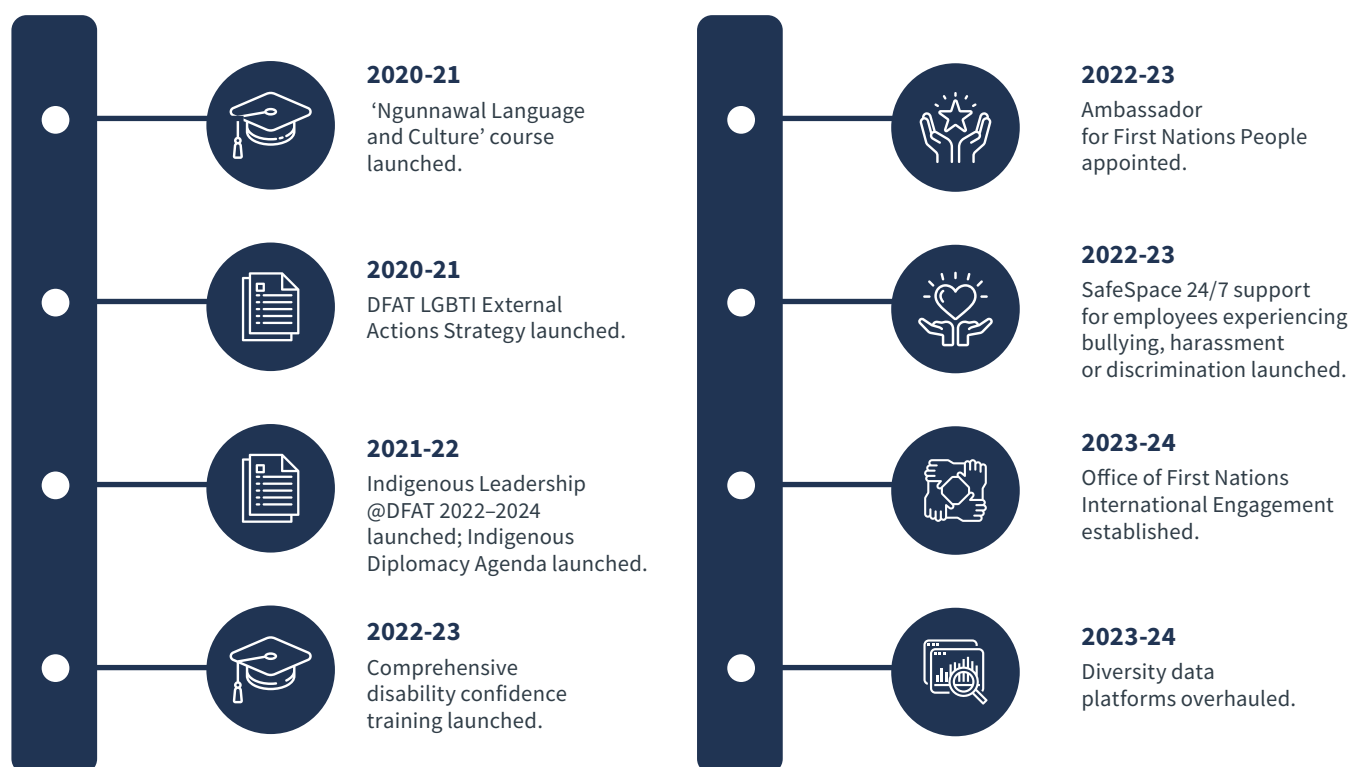 2020-21
‘Ngunnawal Language
and Culture’ course
launched.
2020-21
DFAT LGBTI External
Actions Strategy launched.
2021-22
Indigenous Leadership
@DFAT 2022–2024
launched; Indigenous
Diplomacy Agenda launched.
2022-23
Comprehensive
disability confidence
training launched.
2022-23
Ambassador
for First Nations People
appointed.
2022-23
SafeSpace 24/7 support
for employees experiencing
bullying, harassment
or discrimination launched.
2023-24
Office of First Nations
International Engagement
established.
2023-24
Diversity data
platforms overhauled.